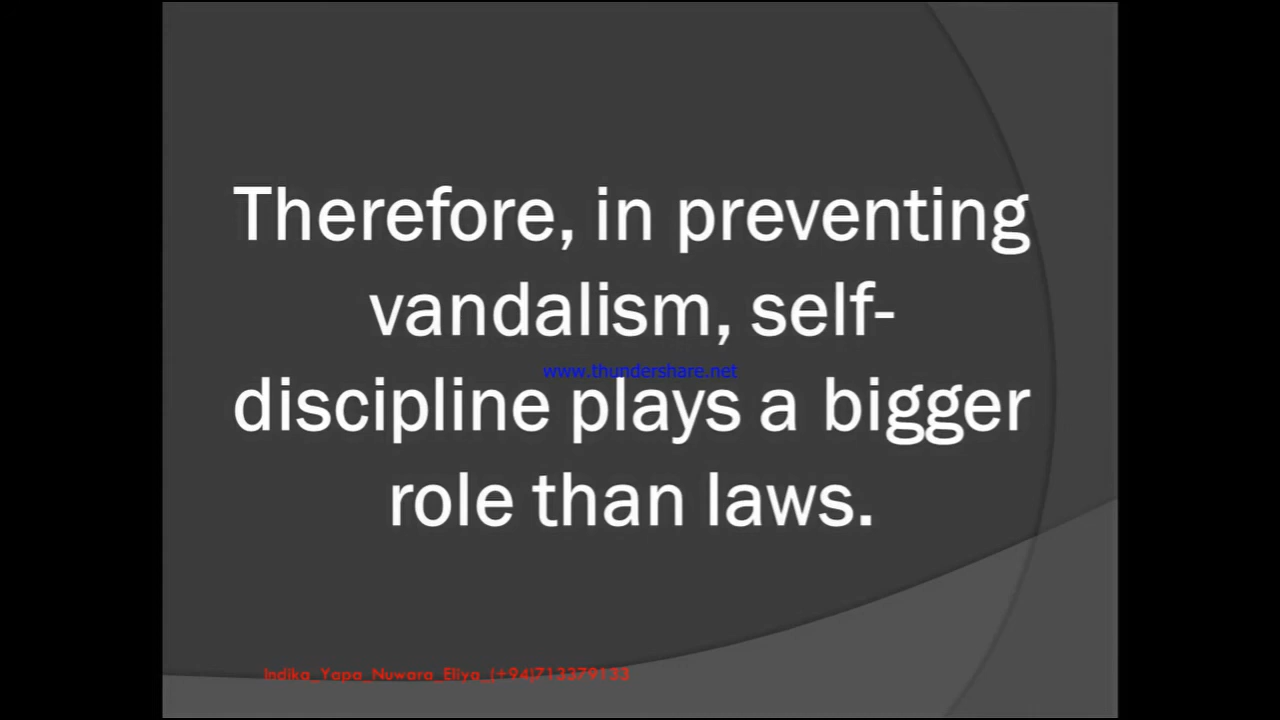 Therefore, in preventing
vandalism, self-
www.thundershare.net
discipline plays a bigger
role than laws.
Indika_Yapa_Nuwara_Eliya_(+94)713379133